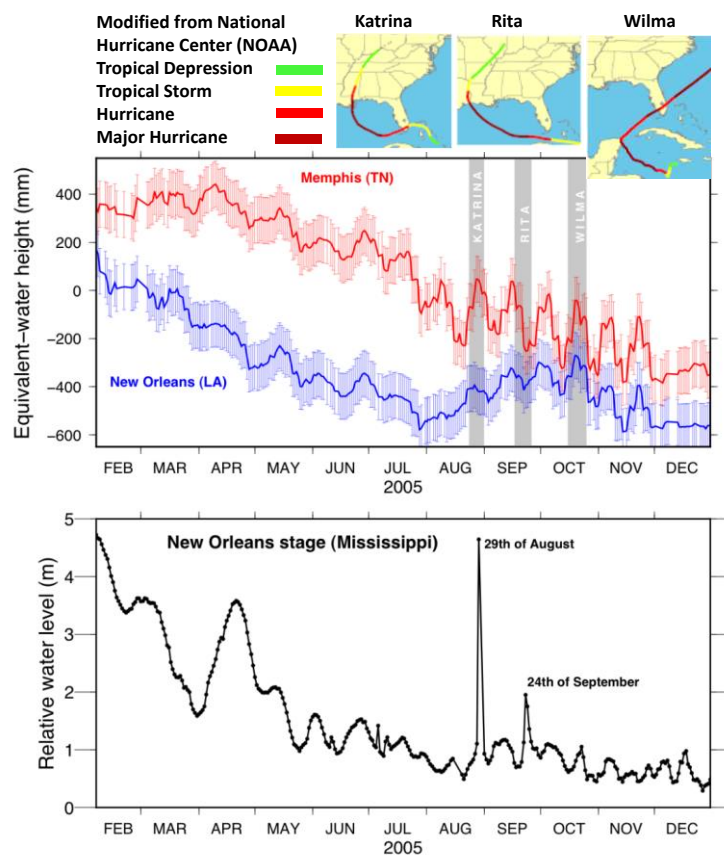 Modified from National
Hurricane Center (NOAA)
Tropical Depression
Tropical Storm
Hurricane
Major Hurricane
Katrina
Rita
Wilma
Equivalent−water height (mm)
400
200
0
−200
−400
−600
Memphis (TN)
New Orleans (LA)
KATRINA
RITA
WILMA
FEB MAR APR MAY JUN JUL AUG SEP OCT NOV DEC
2005
Relative water level (m)
5
4
3
2
1
0
New Orleans stage (Mississippi)
29th of August
24th of September
FEB MAR APR MAY JUN JUL AUG SEP OCT NOV DEC
2005